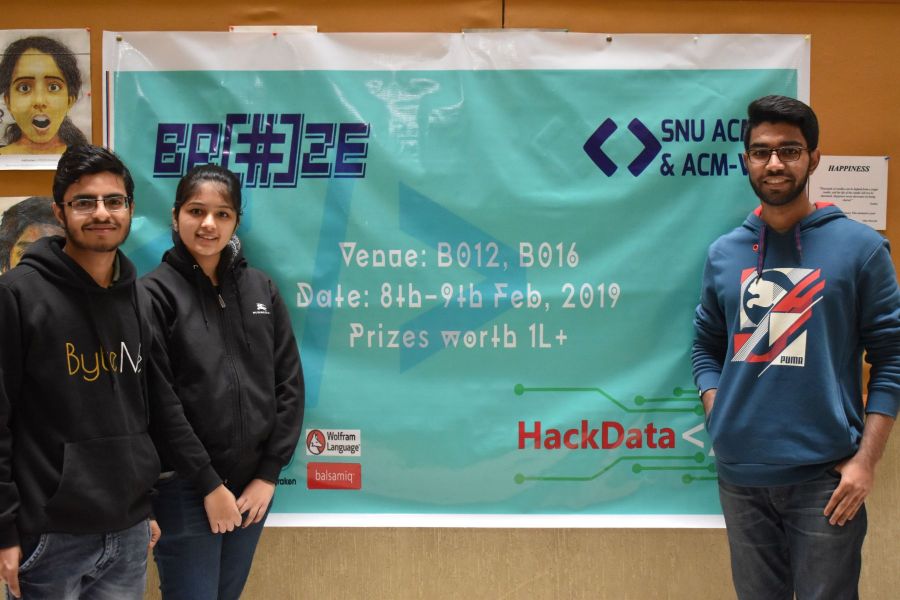 BR[#]ZE
SNU ACM
& ACM-W
HAPPINESS
Venue: B012, B016
Date: 8th-9th Feb, 2019
Prizes worth 1L+
Byte
PUMA
HackData<
Wolfram
Language
balsamiq